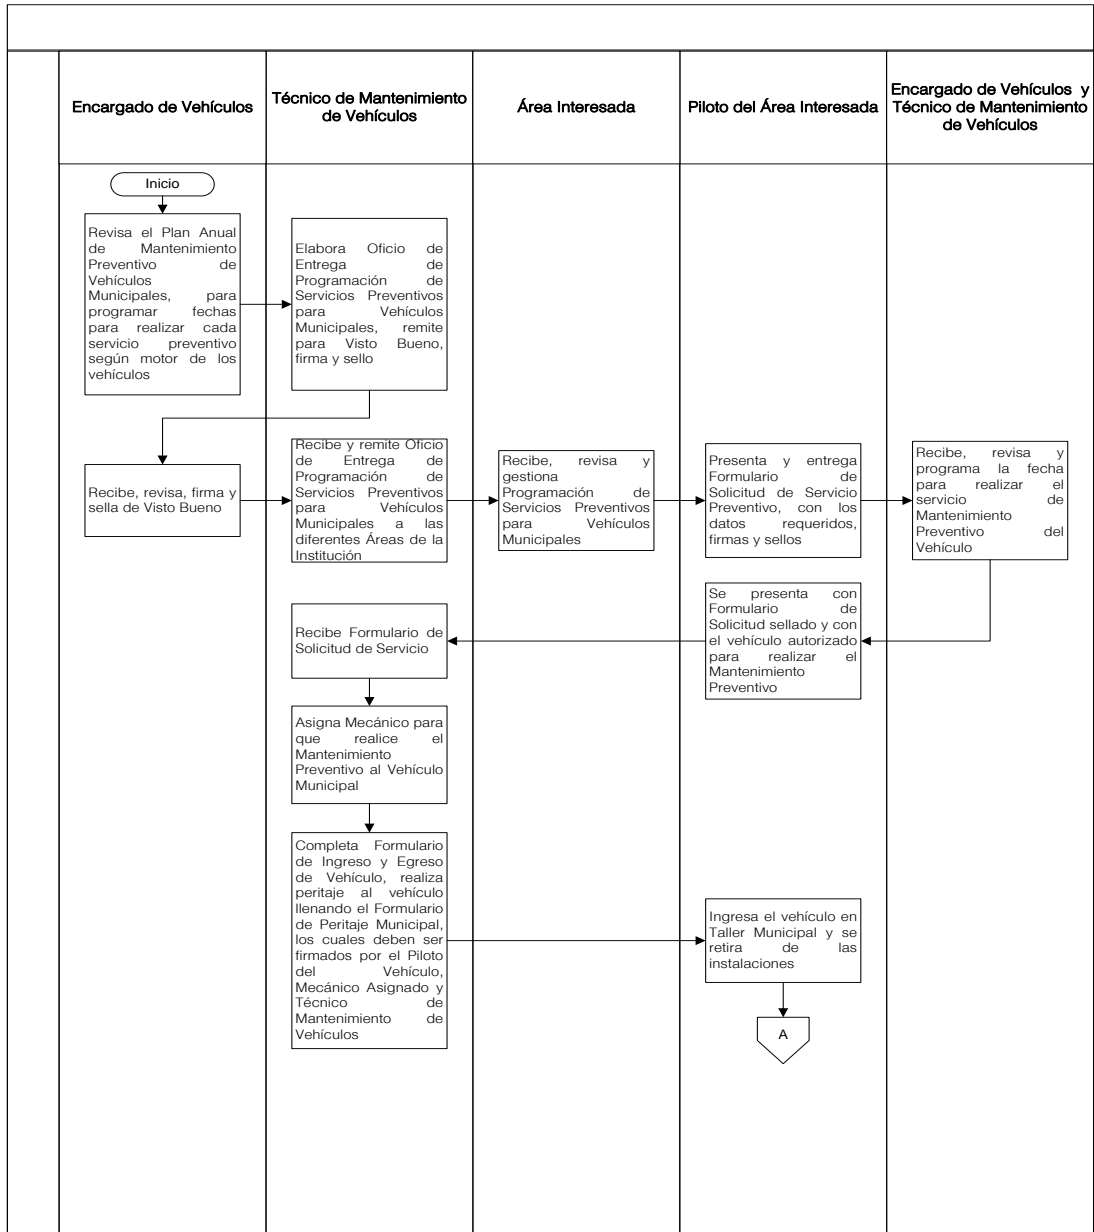 Encargado de Vehículos
Técnico de Mantenimiento
de Vehículos
Área Interesada
Piloto del Área Interesada
Encargado de Vehículos y
Técnico de Mantenimiento
de Vehículos
Inicio
Revisa el Plan Anual
de Mantenimiento
Preventivo de
Vehículos
Municipales, para
programar fechas
para realizar cada
servicio preventivo
según motor de los
vehículos
Elabora Oficio de
Entrega de
Programación de
Servicios Preventivos
para Vehículos
Municipales, remite
para Visto Bueno,
firma y sello
Recibe, revisa, firma y
sella de Visto Bueno
Recibe y remite Oficio
de Entrega de
Programación de
Servicios Preventivos
para Vehículos
Municipales a las
diferentes Áreas de la
Institución
Recibe, revisa y
gestiona
Programación de
Servicios Preventivos
para Vehículos
Municipales
Presenta y entrega
Formulario de
Solicitud de Servicio
Preventivo, con los
datos requeridos,
firmas y sellos
Recibe, revisa y
programa la fecha
para realizar el
servicio de
Mantenimiento
Preventivo del
Vehículo
Se presenta con
Formulario de
Solicitud sellado y con
el vehículo autorizado
para realizar el
Mantenimiento
Preventivo
Recibe Formulario de
Solicitud de Servicio
Asigna Mecánico para
que realice el
Mantenimiento
Preventivo al Vehículo
Municipal
Completa Formulario
de Ingreso y Egreso
de Vehículo, realiza
peritaje al vehículo
llenando el Formulario
de Peritaje Municipal,
los cuales deben ser
firmados por el Piloto
del Vehículo,
Mecánico Asignado y
Técnico de
Mantenimiento de
Vehículos
Ingresa el vehículo en
Taller Municipal y se
retira de las
instalaciones
A